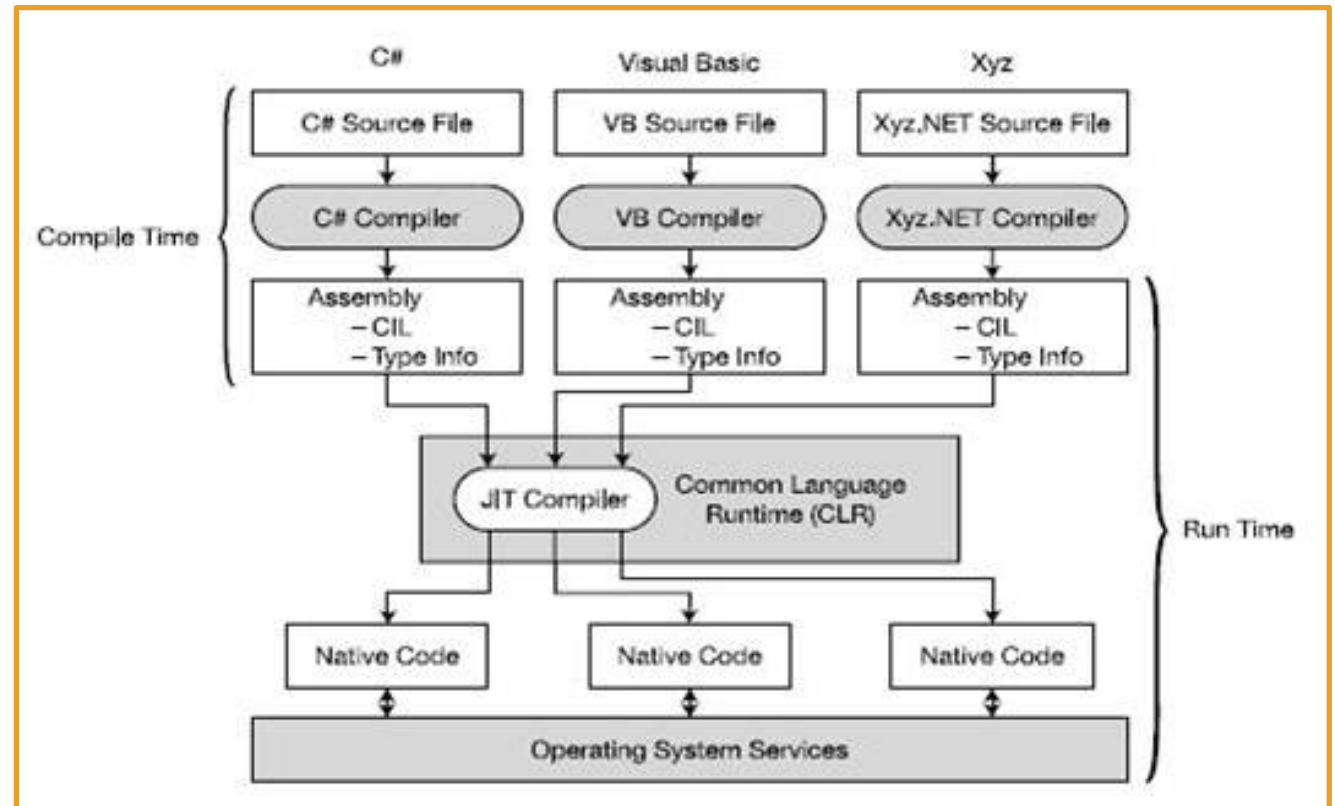 C#
Visual Basic
Xyz
C# Source File
VB Source File
Xyz.NET Source File
Compile Time
C# Compiler
VB Compiler
Xyz.NET Compiler
Assembly
– CIL
– Type Info
Assembly
– CIL
– Type Info
Assembly
– CIL
– Type Info
JIT Compiler
Common Language
Runtime (CLR)
Run Time
Native Code
Native Code
Native Code
Operating System Services